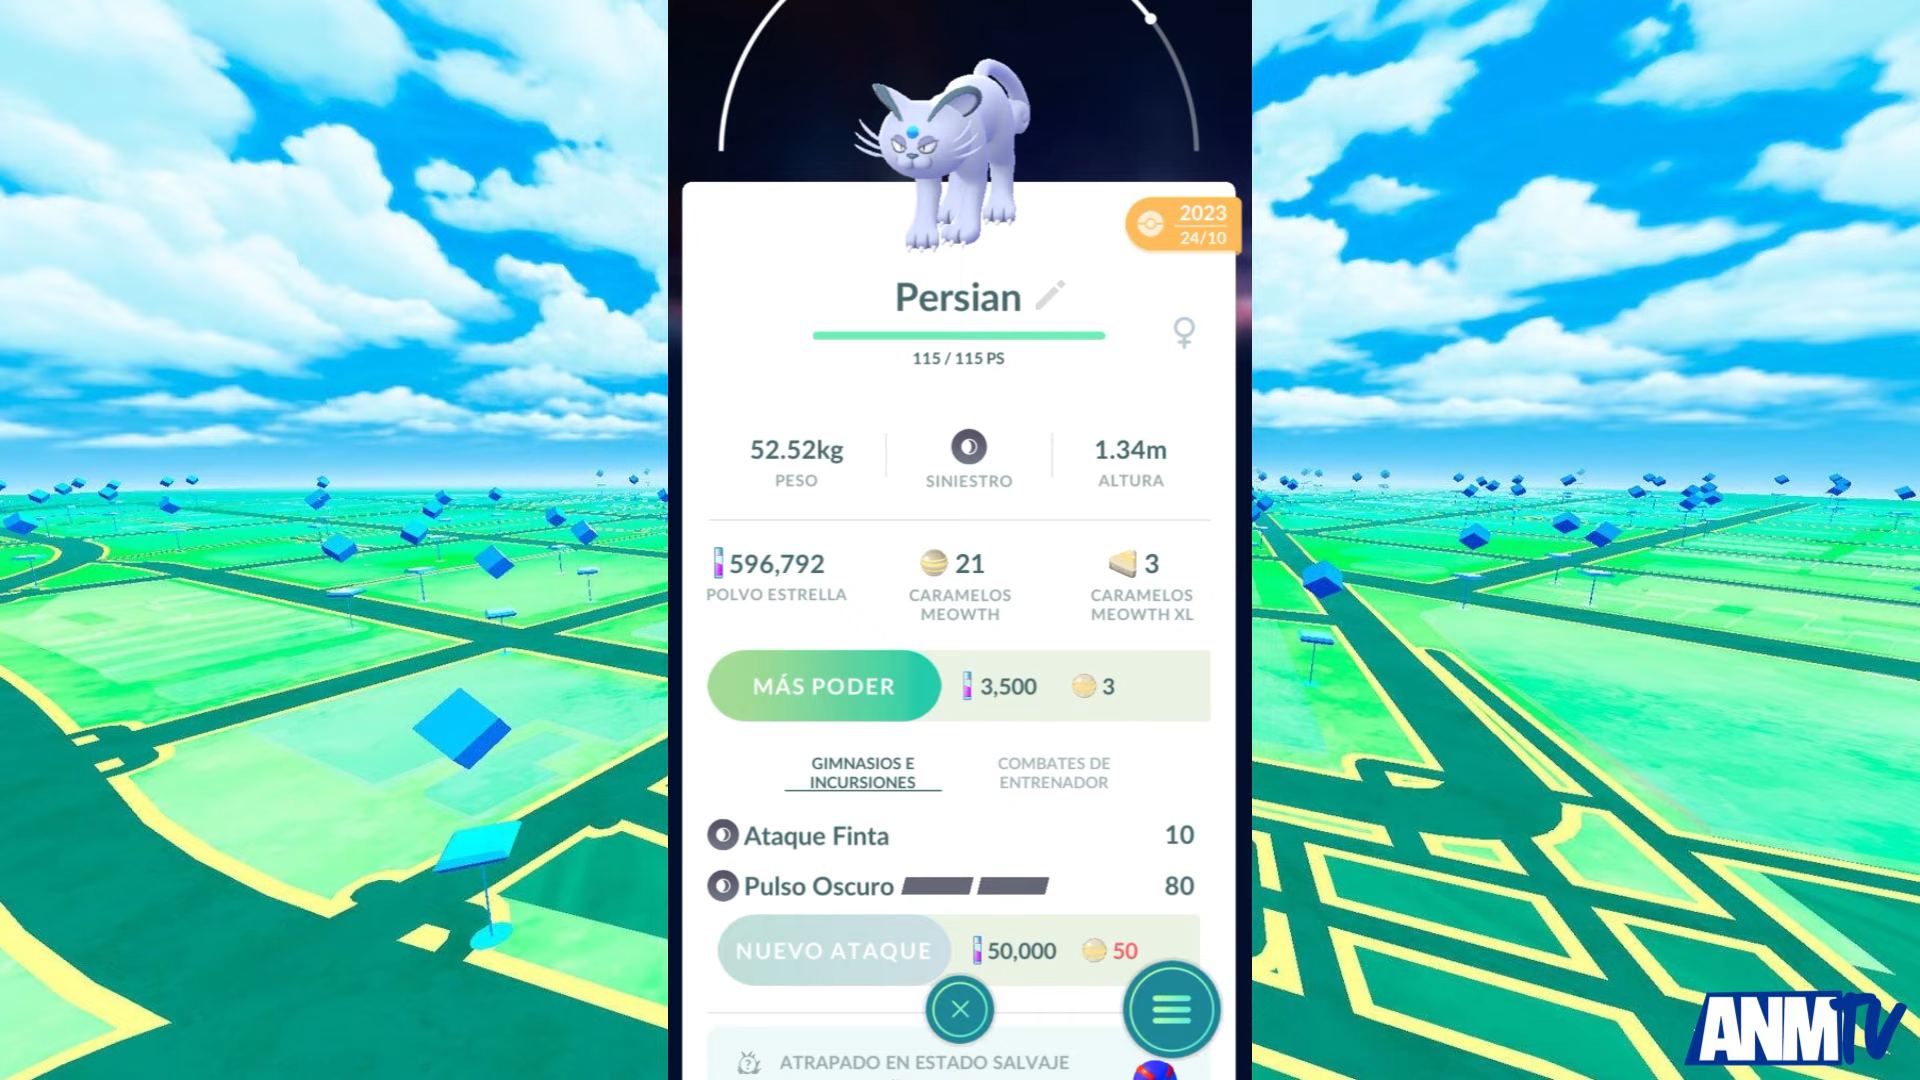 2023
24/10
Persian
115 / 115 PS
52.52kg
PESO
SINIESTRO
1.34m
ALTURA
596,792
POLVO ESTRELLA
21
CARAMELOS
MEOWTH
3
CARAMELOS
MEOWTH XL
MÁS PODER
3,500
3
GIMNASIOS E
INCURSIONES
COMBATES DE
ENTRENADOR
Ataque Finta
10
Pulso Oscuro
80
NUEVO ATAQUE
50,000
50
ATRAPADO EN ESTADO SALVAJE
ANMTV